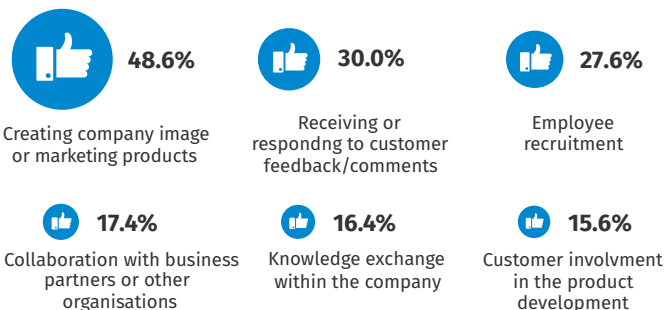 48.6%
Creating company image
or marketing products
30.0%
Receiving or
respondng to customer
feedback/comments
27.6%
Employee
recruitment
17.4%
Collaboration with business
partners or other
organisations
16.4%
Knowledge exchange
within the company
15.6%
Customer involvment
in the product
development